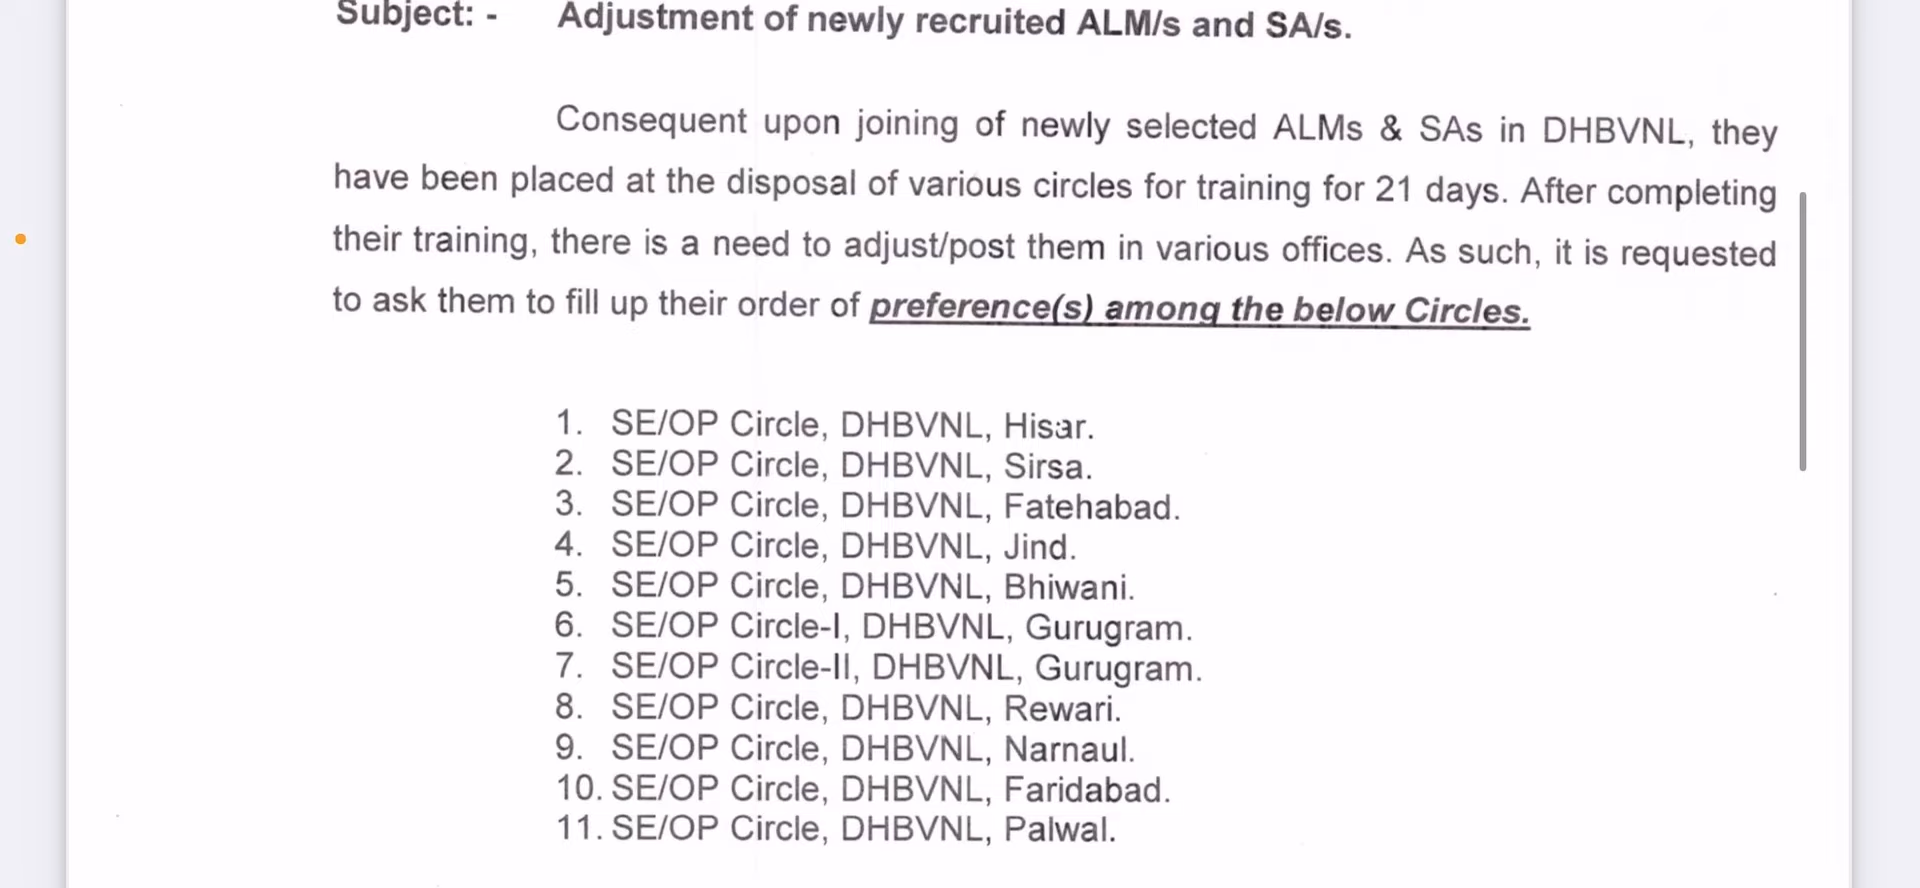 Subject: - Adjustment of newly recruited ALM/s and SA/s.
Consequent upon joining of newly selected ALMs & SAs in DHBVNL, they
have been placed at the disposal of various circles for training for 21 days. After completing
their training, there is a need to adjust/post them in various offices. As such, it is requested
to ask them to fill up their order of preference(s) among the below Circles.
1. SE/OP Circle, DHBVNL, Hisar.
2. SE/OP Circle, DHBVNL, Sirsa.
3. SE/OP Circle, DHBVNL, Fatehabad.
4. SE/OP Circle, DHBVNL, Jind.
5. SE/OP Circle, DHBVNL, Bhiwani.
6. SE/OP Circle-I, DHBVNL, Gurugram.
7. SE/OP Circle-II, DHBVNL, Gurugram.
8. SE/OP Circle, DHBVNL, Rewari.
9. SE/OP Circle, DHBVNL, Narnaul.
10. SE/OP Circle, DHBVNL, Faridabad.
11. SE/OP Circle, DHBVNL, Palwal.